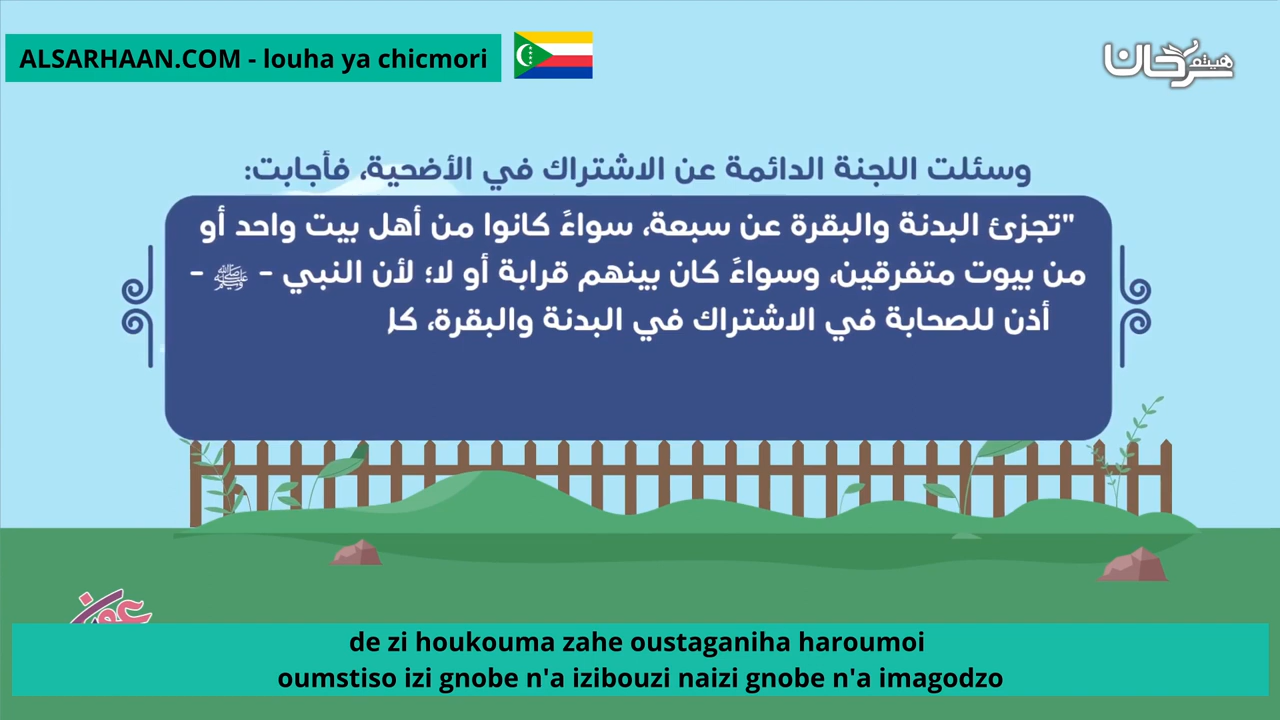 ALSARHAAN.COM - louha ya chicmori
هيثم سرحان
وسئلت اللجنة الدائمة عن الاشتراك في الأضحية، فأجابت:
"تجزئ البدنة والبقرة عن سبعة، سواءً كانوا من أهل بيت واحد أو
من بيوت متفرقين، وسواءً كان بينهم قرابة أو لا؛ لأن النبي - ﷺ -
أذن للصحابة في الاشتراك في البدنة والبقرة، كل
de zi houkouma zahe oustaganiha haroumoi
oumstiso izi gnobe n'a izibouzi naizi gnobe n'a imagodzo